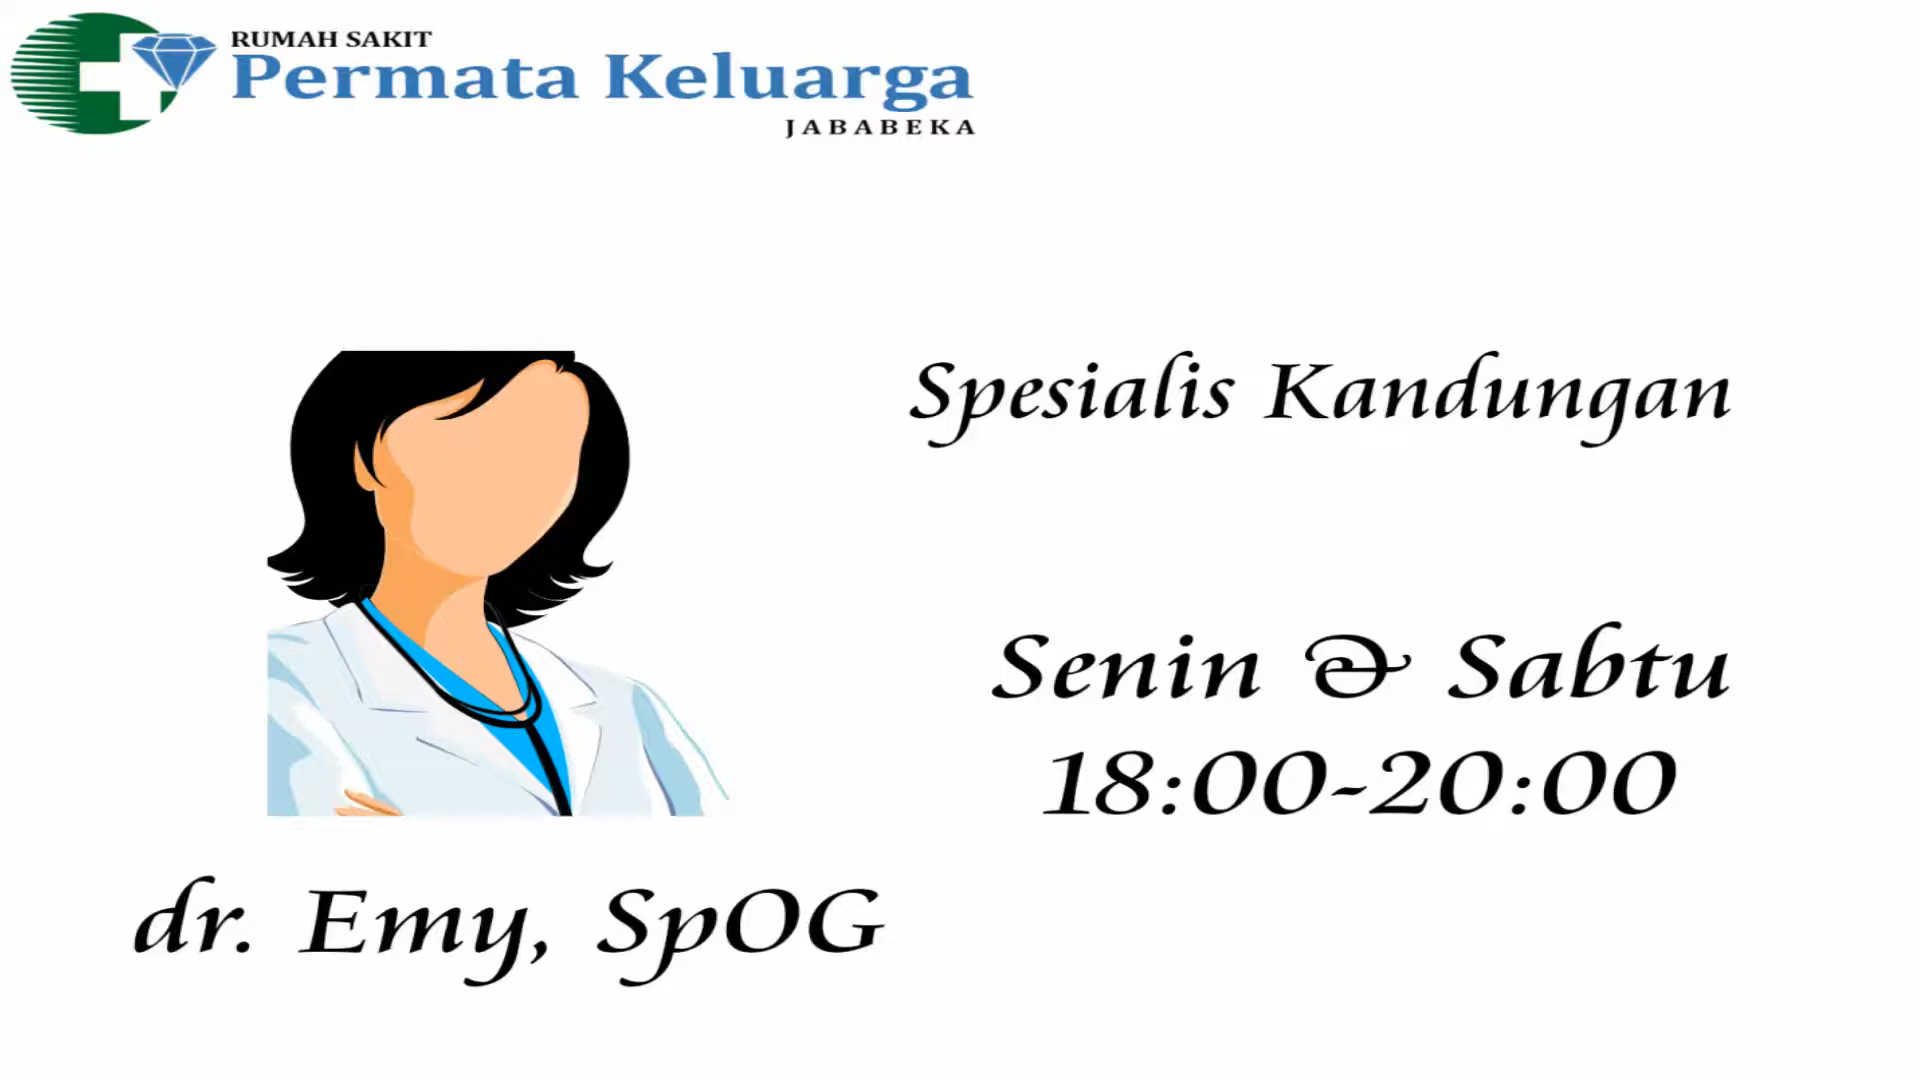 RUMAH SAKIT
Permata Keluarga
JABABEKA
Spesialis Kandungan
Senin & Sabtu
18:00-20:00
dr. Emy, SpOG